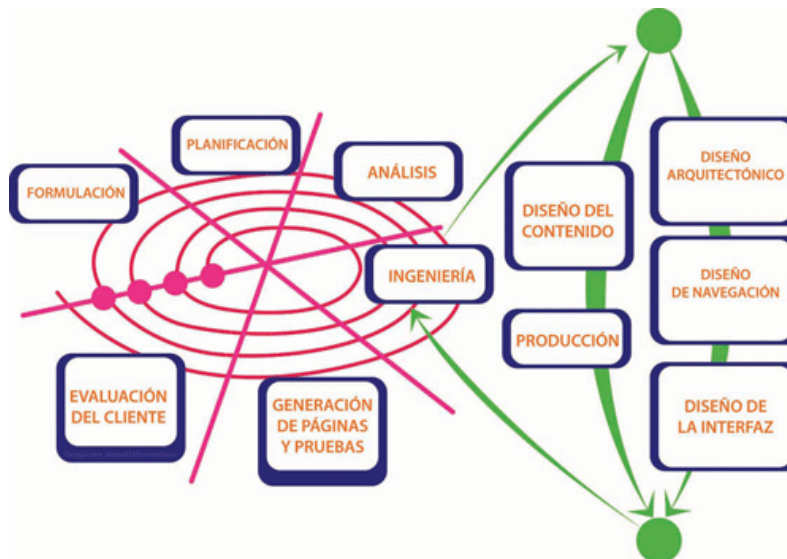 PLANIFICACIÓN
FORMULACIÓN
ANÁLISIS
INGENIERÍA
EVALUACIÓN
DEL CLIENTE
GENERACIÓN
DE PÁGINAS
Y PRUEBAS
DISEÑO DEL
CONTENIDO
PRODUCCIÓN
DISEÑO
ARQUITECTÓNICO
DISEÑO
DE NAVEGACIÓN
DISEÑO DE
LA INTERFAZ